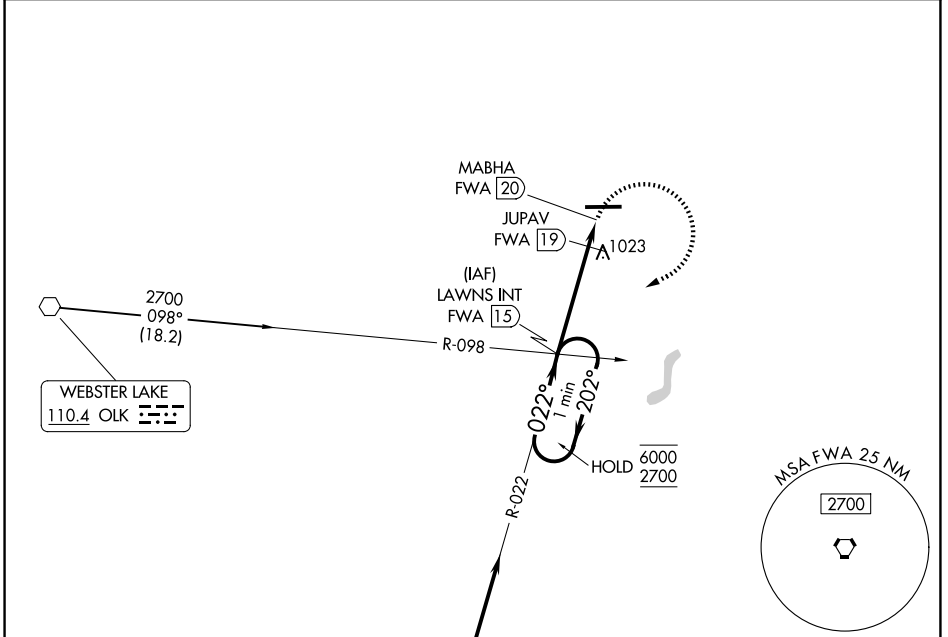 MABHA
FWA 20
JUPAV
FWA 19
1023
(IAF)
LAWNS INT
FWA 15
2700
098°
(18.2)
R-098
WEBSTER LAKE
110.4 OLK
022°
1 min
202°
HOLD 6000
2700
R-022
MSA FWA 25 NM
2700